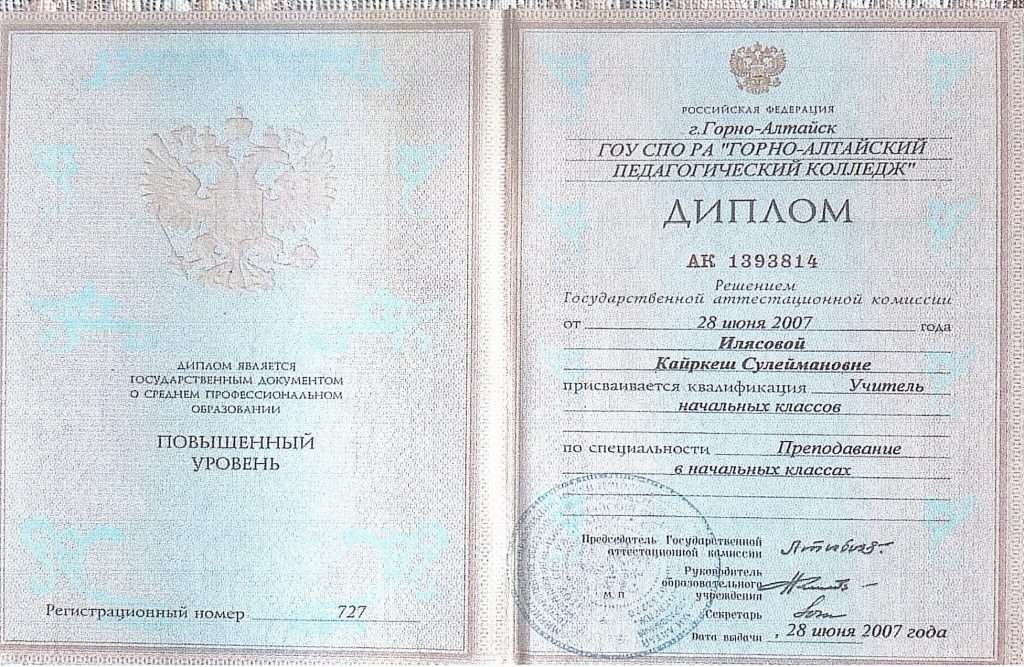 ДИПЛОМ ЯВЛЯЕТСЯ
ГОСУДАРСТВЕННЫМ ДОКУМЕНТОМ
О СРЕДНЕМ ПРОФЕССИОНАЛЬНОМ
ОБРАЗОВАНИИ
ПОВЫШЕННЫЙ
УРОВЕНЬ
Регистрационный номер 727
РОССИЙСКАЯ ФЕДЕРАЦИЯ
г.Горно-Алтайск
ГОУ СПО РА "ГОРНО-АЛТАЙСКИЙ
ПЕДАГОГИЧЕСКИЙ КОЛЛЕДЖ"
ДИПЛОМ
АК 1393814
Решением
Государственной аттестационной комиссии
от 28 июня 2007 года
Илясовой
Кайркеш Сулеймановне
присваивается квалификация Учитель
начальных классов
по специальности Преподавание
в начальных классах
Председатель Государственной
аттестационной комиссии
Руководитель
образовательного
М. П. учреждения
Секретарь
Дата выдачи 28 июня 2007 года